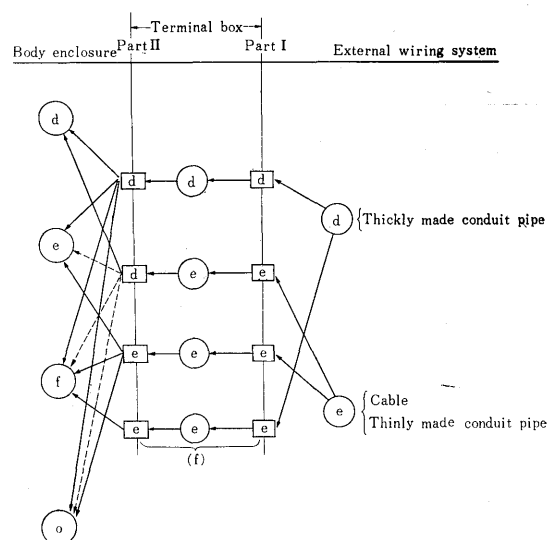 Terminal box
Body enclosure Part II Part I External wiring system
d
d d d
d { Thickly made conduit pipe
e
d e e
e e e
f
e { Cable
Thinly made conduit pipe
e e e
(f)
o